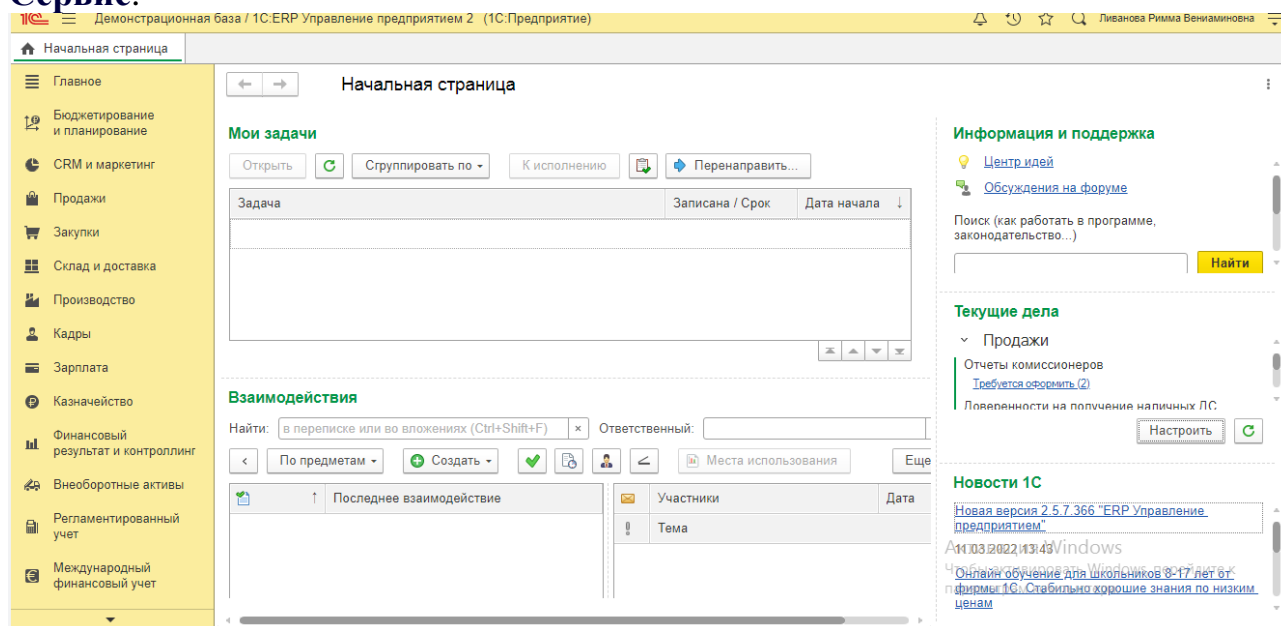 Сервис.
1С Демонстрационная база / 1С:ERP Управление предприятием 2 (1С:Предприятие)
Ливанова Римма Вениаминовна
Начальная страница
Главное
Бюджетирование
и планирование
CRM и маркетинг
Продажи
Закупки
Склад и доставка
Производство
Кадры
Зарплата
Казначейство
Финансовый
результат и контроллинг
Внеоборотные активы
Регламентированный
учет
Международный
финансовый учет
Начальная страница
Мои задачи
Открыть Сгруппировать по К исполнению Перенаправить...
Задача Записана / Срок Дата начала ↓
Взаимодействия
Найти: в переписке или во вложениях (Ctrl+Shift+F) × Ответственный:
По предметам Создать Места использования Еще
↑ Последнее взаимодействие Участники Дата
Тема
Информация и поддержка
Центр идей
Обсуждения на форуме
Поиск (как работать в программе,
законодательство...)
Найти
Текущие дела
Продажи
Отчеты комиссионеров
Требуется оформить (2)
Доверенности на получение наличных ДС
Настроить
Новости 1С
Новая версия 2.5.7.366 "ERP Управление
предприятием"
11.03.2022 13:43
Активация Windows
Чтобы активировать Windows, перейдите к
Онлайн обучение для школьников 8-17 лет от
фирмы 1С. Стабильно хорошие знания по низким
ценам